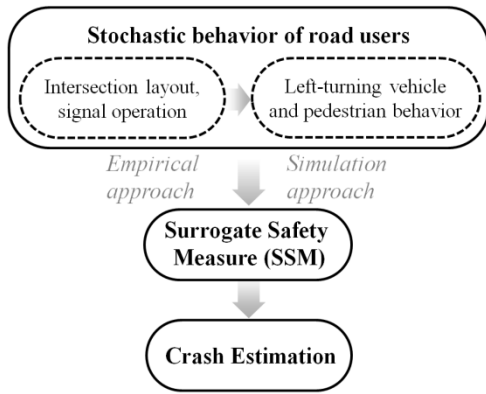 Stochastic behavior of road users
Intersection layout,
signal operation
Left-turning vehicle
and pedestrian behavior
Empirical
approach
Simulation
approach
Surrogate Safety
Measure (SSM)
Crash Estimation